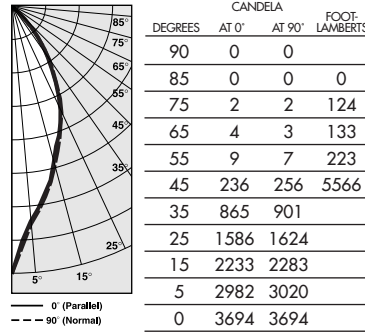 85°
75°
65°
55°
45°
35°
25°
15°
5°
0° (Parallel)
90° (Normal)
CANDELA
DEGREES AT 0° AT 90° FOOT-LAMBERTS
90 0 0
85 0 0 0
75 2 2 124
65 4 3 133
55 9 7 223
45 236 256 5566
35 865 901
25 1586 1624
15 2233 2283
5 2982 3020
0 3694 3694